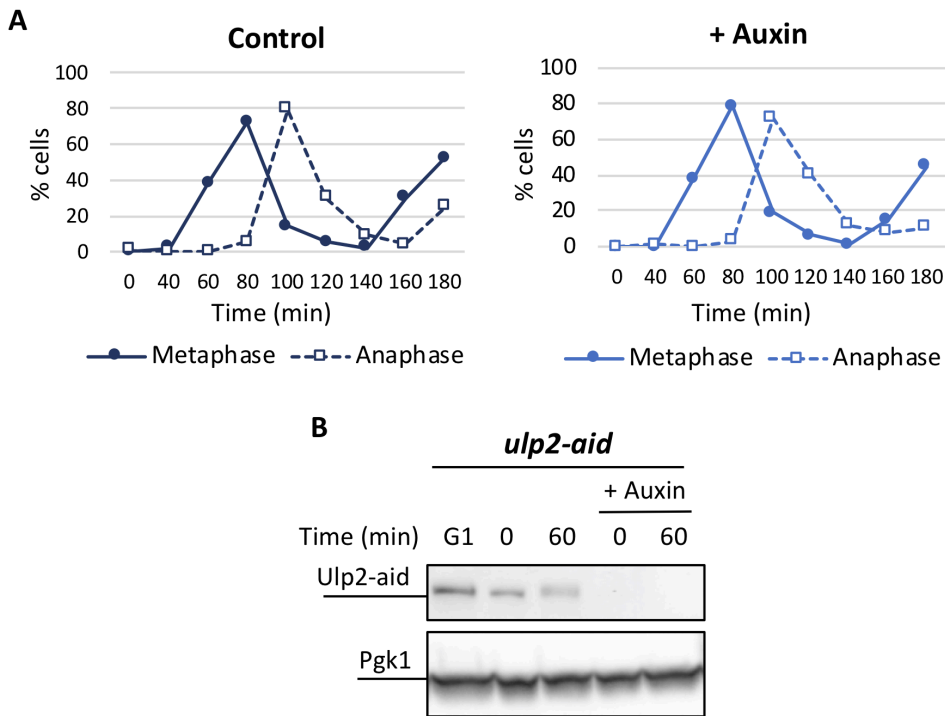 A
Control
100
80
60
40
20
0
% cells
0 40 60 80 100 120 140 160 180
Time (min)
Metaphase Anaphase
+ Auxin
100
80
60
40
20
0
% cells
0 40 60 80 100 120 140 160 180
Time (min)
Metaphase Anaphase
B
ulp2-aid
+ Auxin
Time (min) G1 0 60 0 60
Ulp2-aid
Pgk1